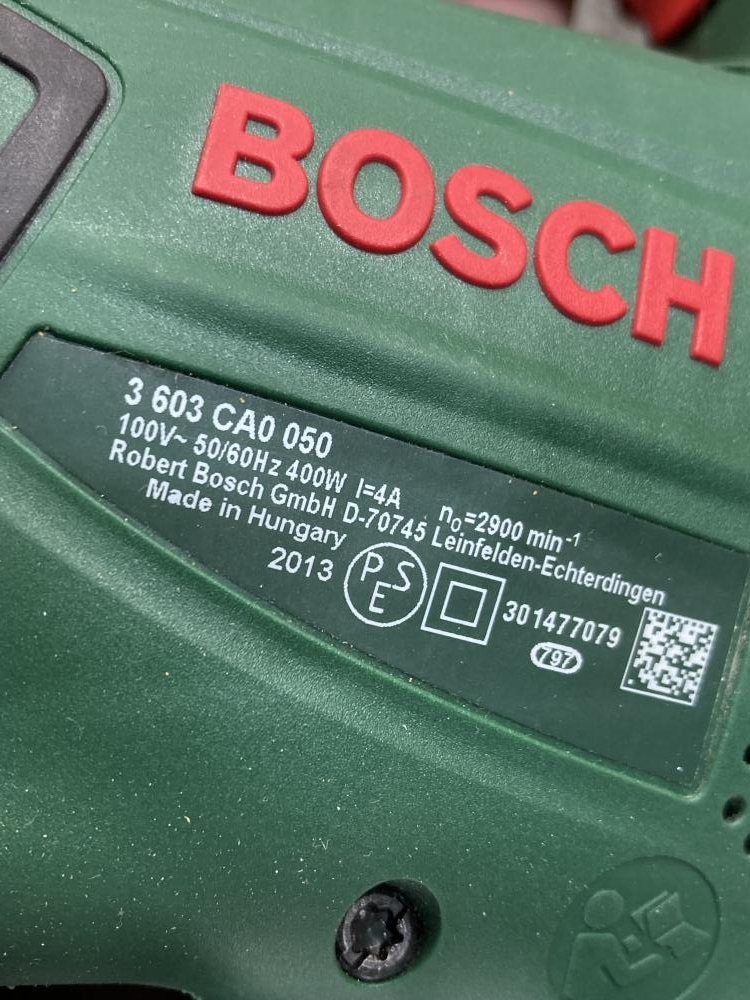 BOSCH
3 603 CA0 050
100V~ 50/60Hz 400W I=4A n₀=2900 min⁻¹
Robert Bosch GmbH D-70745 Leinfelden-Echterdingen
Made in Hungary
2013 PSE 301477079
797